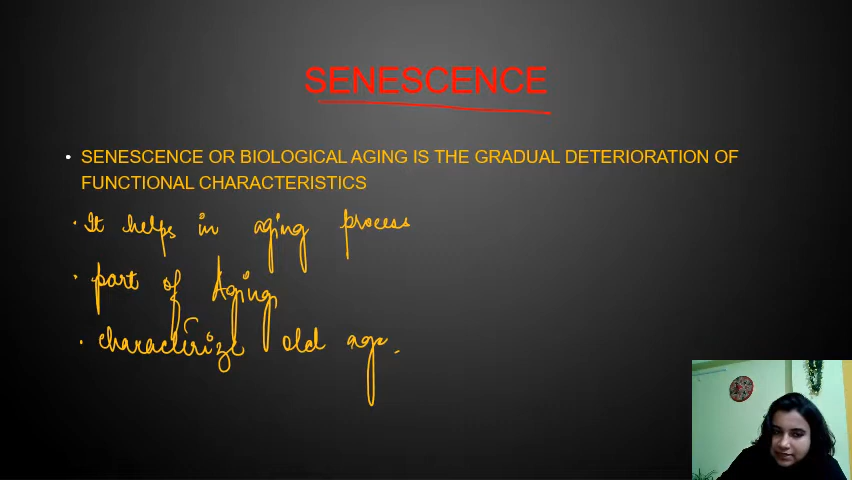 SENESCENCE
• SENESCENCE OR BIOLOGICAL AGING IS THE GRADUAL DETERIORATION OF
FUNCTIONAL CHARACTERISTICS
· It helps in aging process
· part of Aging
· characterize old age.